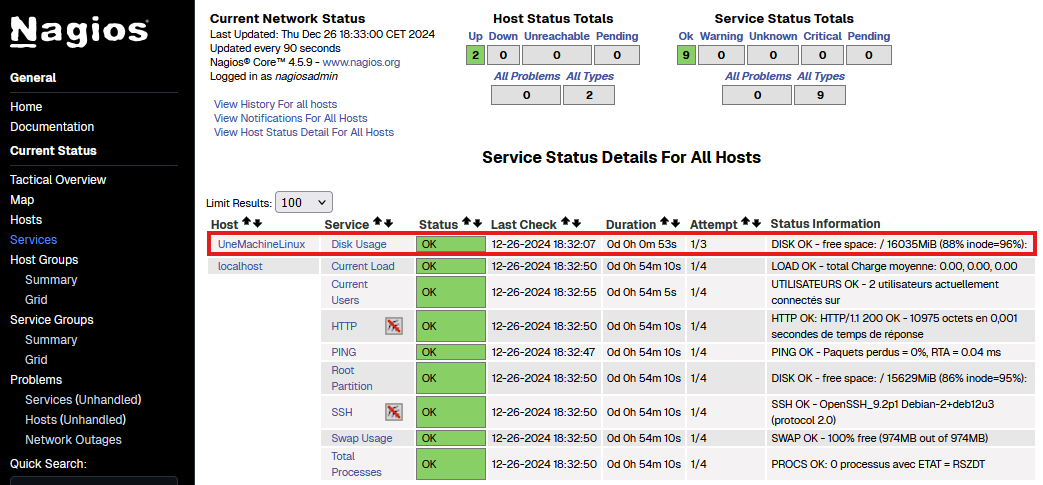 Nagios®
General
Home
Documentation
Current Status
Tactical Overview
Map
Hosts
Services
Host Groups
Summary
Grid
Service Groups
Summary
Grid
Problems
Services (Unhandled)
Hosts (Unhandled)
Network Outages
Quick Search:
Current Network Status
Last Updated: Thu Dec 26 18:33:00 CET 2024
Updated every 90 seconds
Nagios® Core™ 4.5.9 - www.nagios.org
Logged in as nagiosadmin
View History For all hosts
View Notifications For All Hosts
View Host Status Detail For All Hosts
Host Status Totals
Up Down Unreachable Pending
2 0 0 0
All Problems All Types
0 2
Service Status Totals
Ok Warning Unknown Critical Pending
9 0 0 0 0
All Problems All Types
0 9
Service Status Details For All Hosts
Limit Results: 100
Host Service Status Last Check Duration Attempt Status Information
UneMachineLinux Disk Usage OK 12-26-2024 18:32:07 0d 0h 0m 53s 1/3 DISK OK - free space: / 16035MiB (88% inode=96%):
localhost Current Load OK 12-26-2024 18:32:50 0d 0h 54m 10s 1/4 LOAD OK - total Charge moyenne: 0.00, 0.00, 0.00
Current Users OK 12-26-2024 18:32:55 0d 0h 54m 5s 1/4 UTILISATEURS OK - 2 utilisateurs actuellement connectés sur
HTTP OK 12-26-2024 18:32:50 0d 0h 54m 10s 1/4 HTTP OK: HTTP/1.1 200 OK - 10975 octets en 0,001 secondes de temps de réponse
PING OK 12-26-2024 18:32:47 0d 0h 54m 10s 1/4 PING OK - Paquets perdus = 0%, RTA = 0.04 ms
Root Partition OK 12-26-2024 18:32:50 0d 0h 54m 10s 1/4 DISK OK - free space: / 15629MiB (86% inode=95%):
SSH OK 12-26-2024 18:32:50 0d 0h 54m 10s 1/4 SSH OK - OpenSSH_9.2p1 Debian-2+deb12u3 (protocol 2.0)
Swap Usage OK 12-26-2024 18:32:50 0d 0h 54m 10s 1/4 SWAP OK - 100% free (974MB out of 974MB)
Total Processes OK 12-26-2024 18:32:50 0d 0h 54m 10s 1/4 PROCS OK: 0 processus avec ETAT = RSZDT